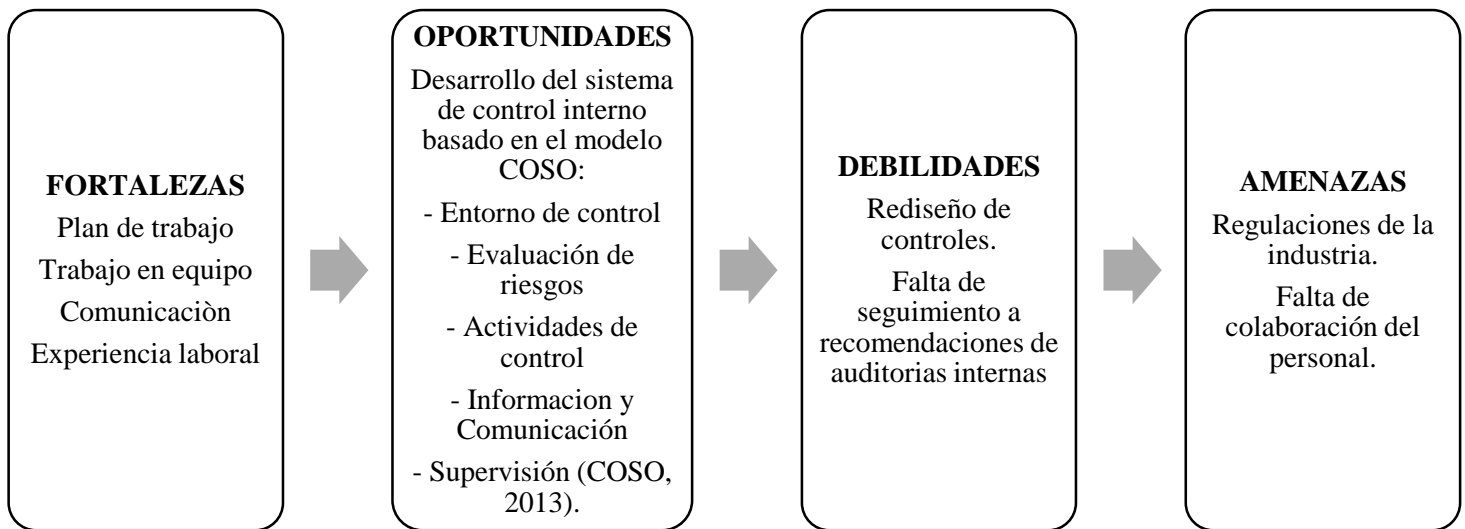 FORTALEZAS
Plan de trabajo
Trabajo en equipo
Comunicaciòn
Experiencia laboral
OPORTUNIDADES
Desarrollo del sistema
de control interno
basado en el modelo
COSO:
- Entorno de control
- Evaluación de
riesgos
- Actividades de
control
- Informacion y
Comunicación
- Supervisión (COSO,
2013).
DEBILIDADES
Rediseño de
controles.
Falta de
seguimiento a
recomendaciones de
auditorias internas
AMENAZAS
Regulaciones de la
industria.
Falta de
colaboración del
personal.